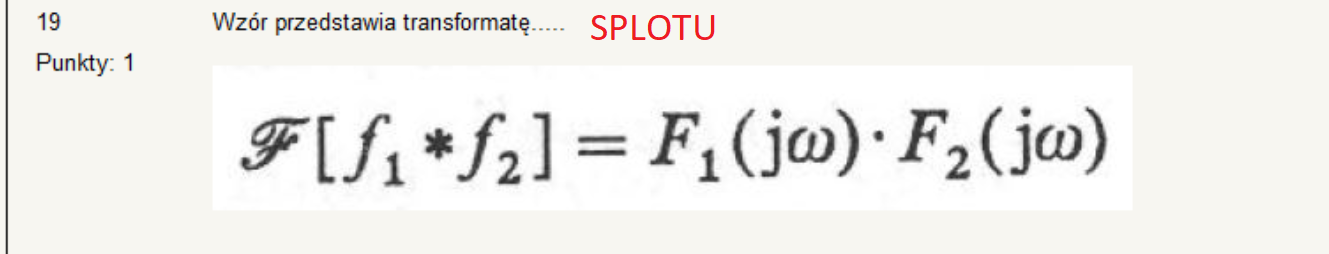 19 Wzór przedstawia transformatę..... SPLOTU
Punkty: 1
ℱ[f₁ * f₂] = F₁(jω)·F₂(jω)